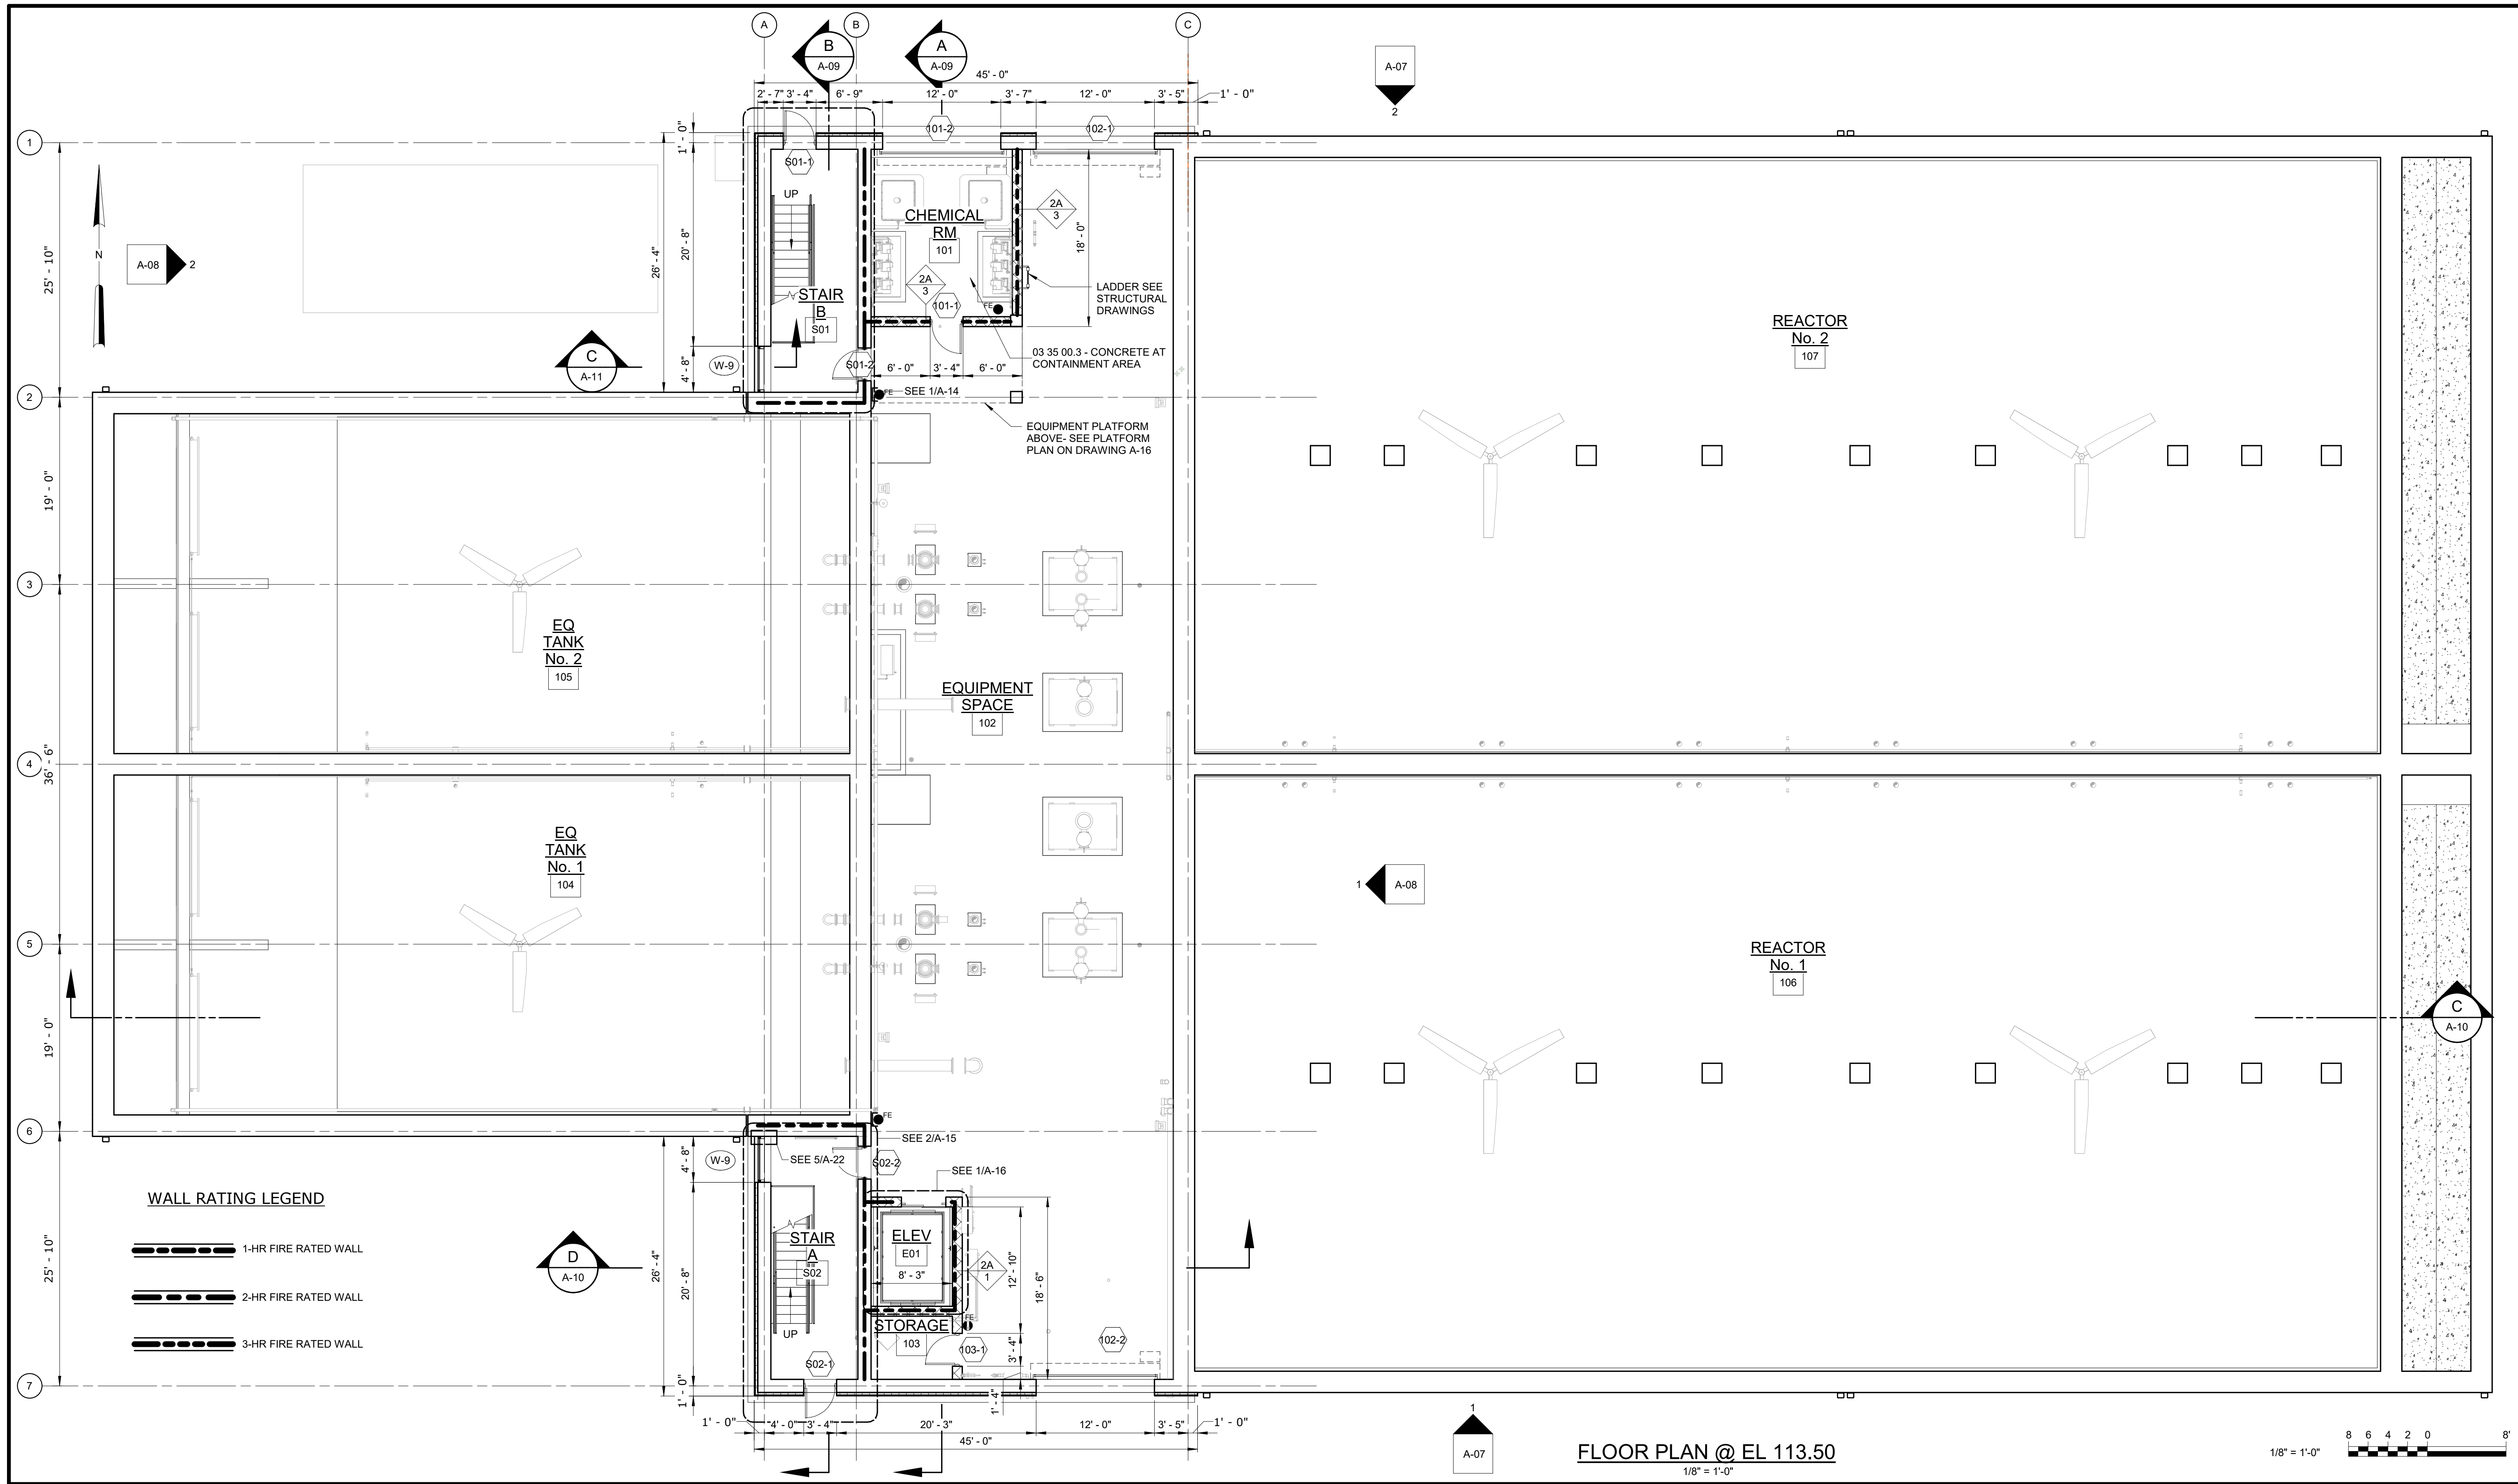 A
B
C
B
A-09
A
A-09
A-07
2
45' - 0"
2' - 7"
3' - 4"
6' - 9"
12' - 0"
3' - 7"
12' - 0"
3' - 5"
1' - 0"
1
1' - 0"
101-2
102-1
S01-1
UP
N
A-08
2
25' - 10"
26' - 4"
20' - 8"
CHEMICAL
RM
101
2A
3
18' - 0"
2A
3
101-1
FE
STAIR
B
S01
LADDER SEE
STRUCTURAL
DRAWINGS
REACTOR
No. 2
107
C
A-11
W-9
4' - 8"
S01-2
6' - 0"
3' - 4"
6' - 0"
03 35 00.3 - CONCRETE AT
CONTAINMENT AREA
2
FE
SEE 1/A-14
EQUIPMENT PLATFORM
ABOVE- SEE PLATFORM
PLAN ON DRAWING A-16
19' - 0"
3
EQ
TANK
No. 2
105
EQUIPMENT
SPACE
102
4
36' - 6"
EQ
TANK
No. 1
104
1
A-08
5
REACTOR
No. 1
106
C
A-10
19' - 0"
6
FE
SEE 2/A-15
W-9
4' - 8"
SEE 5/A-22
S02-2
SEE 1/A-16
WALL RATING LEGEND
1-HR FIRE RATED WALL
2-HR FIRE RATED WALL
3-HR FIRE RATED WALL
25' - 10"
D
A-10
26' - 4"
20' - 8"
STAIR
A
S02
UP
ELEV
E01
8' - 3"
2A
1
12' - 10"
18' - 6"
STORAGE
103
FE
103-1
3' - 4"
102-2
S02-1
7
1' - 0"
1' - 4"
1' - 0"
4' - 0"
3' - 4"
20' - 3"
12' - 0"
3' - 5"
1' - 0"
45' - 0"
1
A-07
FLOOR PLAN @ EL 113.50
1/8" = 1'-0"
1/8" = 1'-0"
8 6 4 2 0 8'